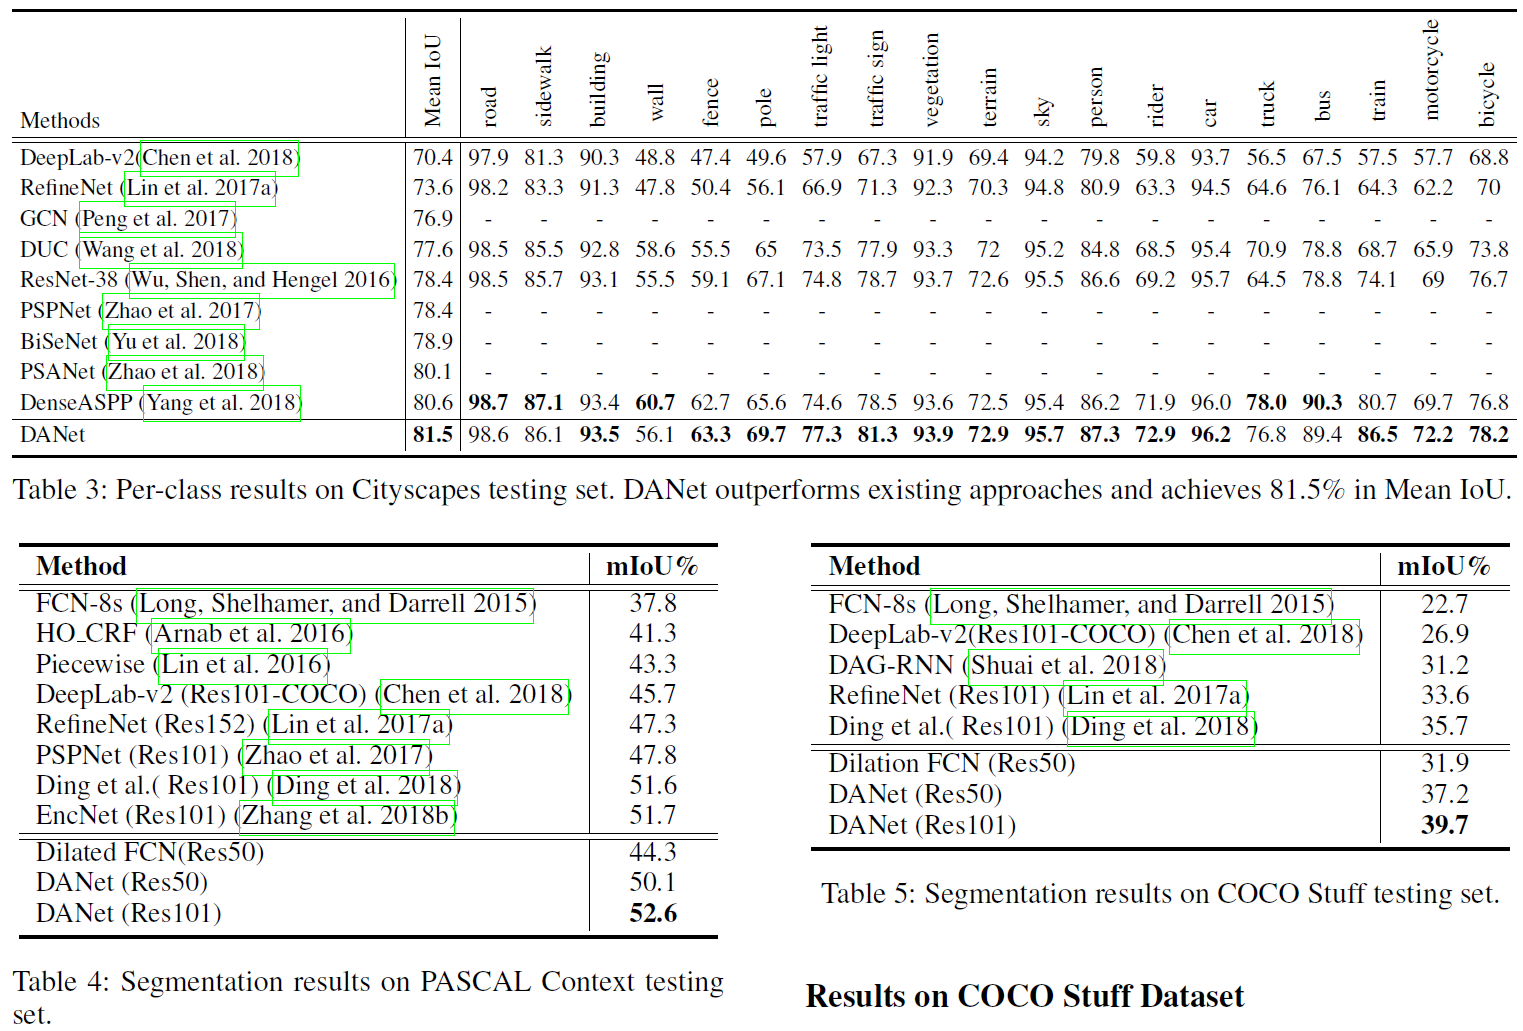 Methods Mean IoU road sidewalk building wall fence pole traffic light traffic sign vegetation terrain sky person rider car truck bus train motorcycle bicycle
DeepLab-v2(Chen et al. 2018) 70.4 97.9 81.3 90.3 48.8 47.4 49.6 57.9 67.3 91.9 69.4 94.2 79.8 59.8 93.7 56.5 67.5 57.5 57.7 68.8
RefineNet (Lin et al. 2017a) 73.6 98.2 83.3 91.3 47.8 50.4 56.1 66.9 71.3 92.3 70.3 94.8 80.9 63.3 94.5 64.6 76.1 64.3 62.2 70
GCN (Peng et al. 2017) 76.9 - - - - - - - - - - - - - - - - - - -
DUC (Wang et al. 2018) 77.6 98.5 85.5 92.8 58.6 55.5 65 73.5 77.9 93.3 72 95.2 84.8 68.5 95.4 70.9 78.8 68.7 65.9 73.8
ResNet-38 (Wu, Shen, and Hengel 2016) 78.4 98.5 85.7 93.1 55.5 59.1 67.1 74.8 78.7 93.7 72.6 95.5 86.6 69.2 95.7 64.5 78.8 74.1 69 76.7
PSPNet (Zhao et al. 2017) 78.4 - - - - - - - - - - - - - - - - - - -
BiSeNet (Yu et al. 2018) 78.9 - - - - - - - - - - - - - - - - - - -
PSANet (Zhao et al. 2018) 80.1 - - - - - - - - - - - - - - - - - - -
DenseASPP (Yang et al. 2018) 80.6 98.7 87.1 93.4 60.7 62.7 65.6 74.6 78.5 93.6 72.5 95.4 86.2 71.9 96.0 78.0 90.3 80.7 69.7 76.8
DANet 81.5 98.6 86.1 93.5 56.1 63.3 69.7 77.3 81.3 93.9 72.9 95.7 87.3 72.9 96.2 76.8 89.4 86.5 72.2 78.2
Table 3: Per-class results on Cityscapes testing set. DANet outperforms existing approaches and achieves 81.5% in Mean IoU.
Method mIoU%
FCN-8s (Long, Shelhamer, and Darrell 2015) 37.8
HO_CRF (Arnab et al. 2016) 41.3
Piecewise (Lin et al. 2016) 43.3
DeepLab-v2 (Res101-COCO) (Chen et al. 2018) 45.7
RefineNet (Res152) (Lin et al. 2017a) 47.3
PSPNet (Res101) (Zhao et al. 2017) 47.8
Ding et al.( Res101) (Ding et al. 2018) 51.6
EncNet (Res101) (Zhang et al. 2018b) 51.7
Dilated FCN(Res50) 44.3
DANet (Res50) 50.1
DANet (Res101) 52.6
Table 4: Segmentation results on PASCAL Context testing
set.
Method mIoU%
FCN-8s (Long, Shelhamer, and Darrell 2015) 22.7
DeepLab-v2(Res101-COCO) (Chen et al. 2018) 26.9
DAG-RNN (Shuai et al. 2018) 31.2
RefineNet (Res101) (Lin et al. 2017a) 33.6
Ding et al.( Res101) (Ding et al. 2018) 35.7
Dilation FCN (Res50) 31.9
DANet (Res50) 37.2
DANet (Res101) 39.7
Table 5: Segmentation results on COCO Stuff testing set.
Results on COCO Stuff Dataset